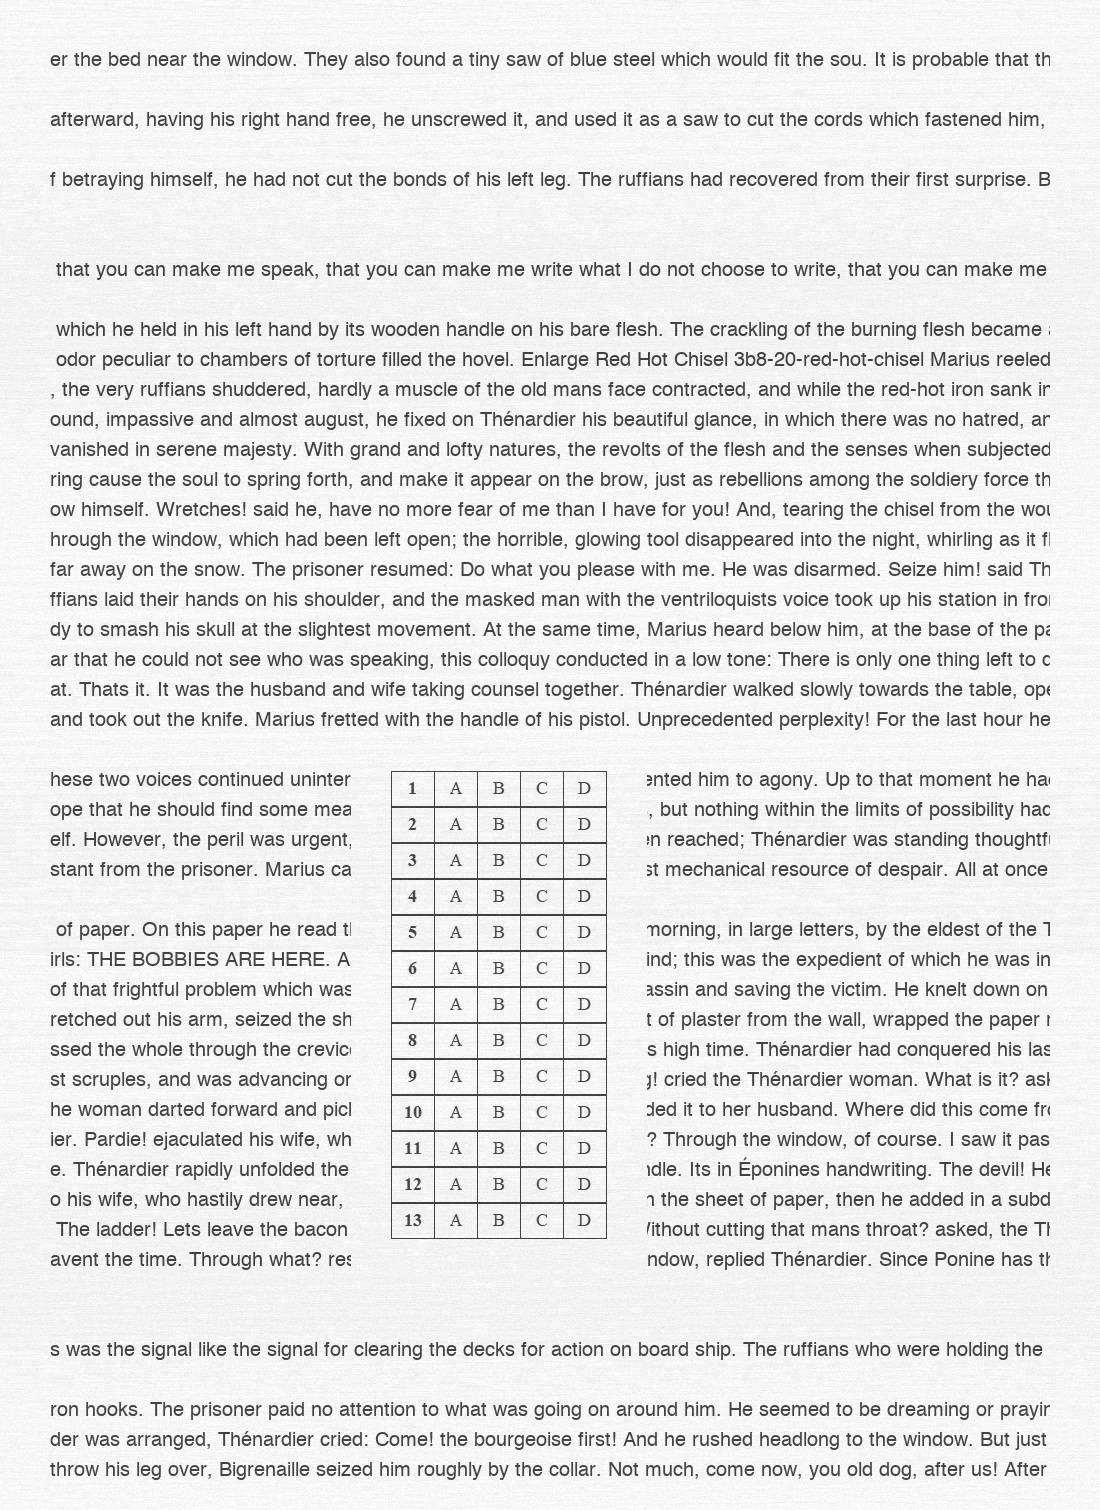 er the bed near the window. They also found a tiny saw of blue steel which would fit the sou. It is probable that th
afterward, having his right hand free, he unscrewed it, and used it as a saw to cut the cords which fastened him,
f betraying himself, he had not cut the bonds of his left leg. The ruffians had recovered from their first surprise. B
that you can make me speak, that you can make me write what I do not choose to write, that you can make me
which he held in his left hand by its wooden handle on his bare flesh. The crackling of the burning flesh became
odor peculiar to chambers of torture filled the hovel. Enlarge Red Hot Chisel 3b8-20-red-hot-chisel Marius reeled
, the very ruffians shuddered, hardly a muscle of the old mans face contracted, and while the red-hot iron sank in
ound, impassive and almost august, he fixed on Thénardier his beautiful glance, in which there was no hatred, an
vanished in serene majesty. With grand and lofty natures, the revolts of the flesh and the senses when subjected
ring cause the soul to spring forth, and make it appear on the brow, just as rebellions among the soldiery force th
ow himself. Wretches! said he, have no more fear of me than I have for you! And, tearing the chisel from the wou
hrough the window, which had been left open; the horrible, glowing tool disappeared into the night, whirling as it fl
far away on the snow. The prisoner resumed: Do what you please with me. He was disarmed. Seize him! said Th
ffians laid their hands on his shoulder, and the masked man with the ventriloquists voice took up his station in fron
dy to smash his skull at the slightest movement. At the same time, Marius heard below him, at the base of the pa
ar that he could not see who was speaking, this colloquy conducted in a low tone: There is only one thing left to d
at. Thats it. It was the husband and wife taking counsel together. Thénardier walked slowly towards the table, ope
and took out the knife. Marius fretted with the handle of his pistol. Unprecedented perplexity! For the last hour he
hese two voices continued uninter
ope that he should find some mea
elf. However, the peril was urgent,
stant from the prisoner. Marius ca
of paper. On this paper he read th
irls: THE BOBBIES ARE HERE. A
of that frightful problem which was
retched out his arm, seized the sh
ssed the whole through the crevic
st scruples, and was advancing on
he woman darted forward and pick
ier. Pardie! ejaculated his wife, wh
e. Thénardier rapidly unfolded the
o his wife, who hastily drew near,
The ladder! Lets leave the bacon
avent the time. Through what? res
1 A B C D
2 A B C D
3 A B C D
4 A B C D
5 A B C D
6 A B C D
7 A B C D
8 A B C D
9 A B C D
10 A B C D
11 A B C D
12 A B C D
13 A B C D
ented him to agony. Up to that moment he had
, but nothing within the limits of possibility had
en reached; Thénardier was standing thoughtfu
st mechanical resource of despair. All at once
morning, in large letters, by the eldest of the T
ind; this was the expedient of which he was in
assin and saving the victim. He knelt down on
t of plaster from the wall, wrapped the paper r
s high time. Thénardier had conquered his las
g! cried the Thénardier woman. What is it? ask
ded it to her husband. Where did this come fro
? Through the window, of course. I saw it pas
ndle. Its in Éponines handwriting. The devil! He
n the sheet of paper, then he added in a subd
Without cutting that mans throat? asked, the Th
ndow, replied Thénardier. Since Ponine has th
s was the signal like the signal for clearing the decks for action on board ship. The ruffians who were holding the
ron hooks. The prisoner paid no attention to what was going on around him. He seemed to be dreaming or prayin
der was arranged, Thénardier cried: Come! the bourgeoise first! And he rushed headlong to the window. But just
throw his leg over, Bigrenaille seized him roughly by the collar. Not much, come now, you old dog, after us! After